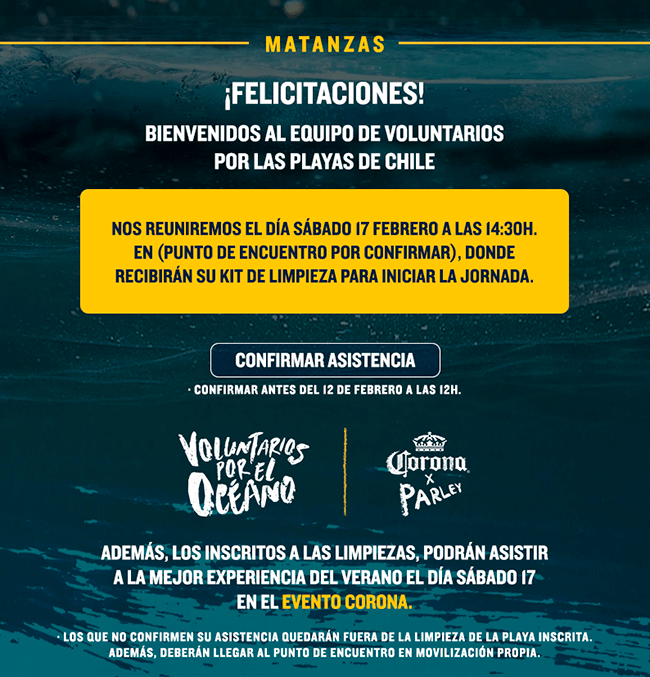 MATANZAS
¡FELICITACIONES!
BIENVENIDOS AL EQUIPO DE VOLUNTARIOS
POR LAS PLAYAS DE CHILE
NOS REUNIREMOS EL DÍA SÁBADO 17 FEBRERO A LAS 14:30H.
EN (PUNTO DE ENCUENTRO POR CONFIRMAR), DONDE
RECIBIRÁN SU KIT DE LIMPIEZA PARA INICIAR LA JORNADA.
CONFIRMAR ASISTENCIA
· CONFIRMAR ANTES DEL 12 DE FEBRERO A LAS 12H.
VOLUNTARIOS
POR EL
OCÉANO
Corona
X
PARLEY
ADEMÁS, LOS INSCRITOS A LAS LIMPIEZAS, PODRÁN ASISTIR
A LA MEJOR EXPERIENCIA DEL VERANO EL DÍA SÁBADO 17
EN EL EVENTO CORONA.
· LOS QUE NO CONFIRMEN SU ASISTENCIA QUEDARÁN FUERA DE LA LIMPIEZA DE LA PLAYA INSCRITA.
ADEMÁS, DEBERÁN LLEGAR AL PUNTO DE ENCUENTRO EN MOVILIZACIÓN PROPIA.